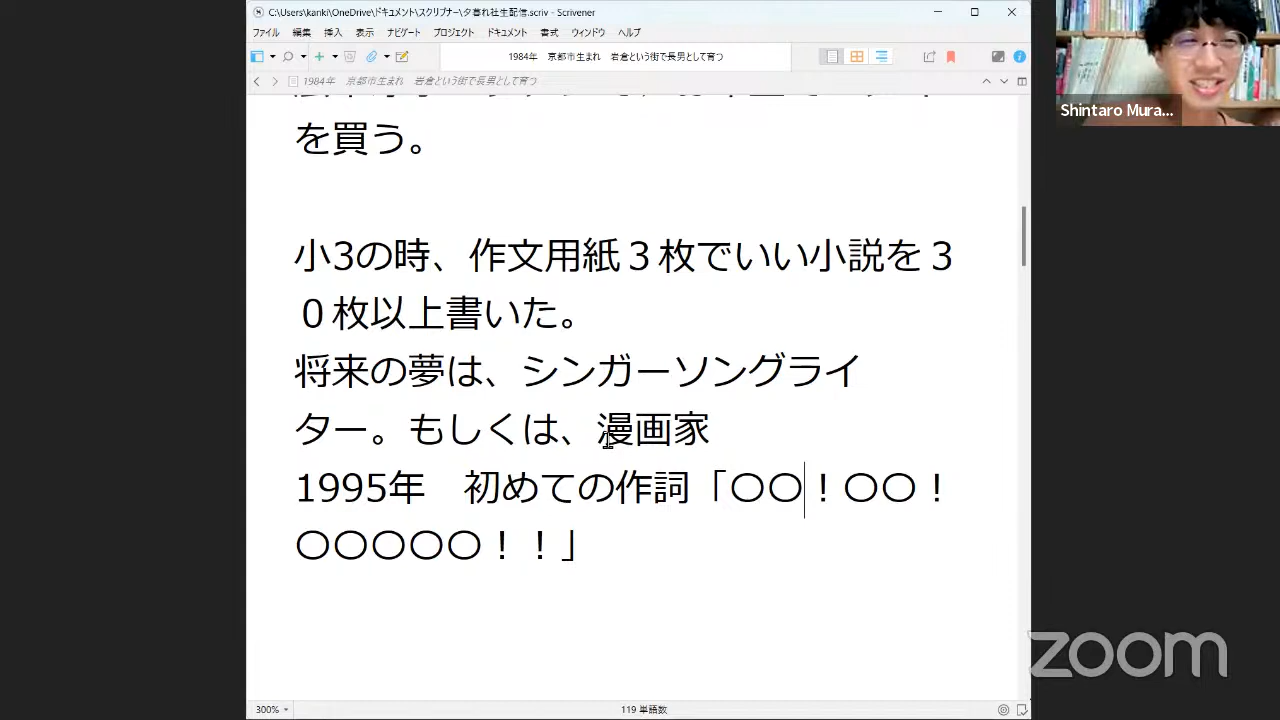 C:\Users\kanki\OneDrive\ドキュメント\スクリプナー\夕暮れ社生配信.scriv - Scrivener
ファイル 編集 挿入 表示 ナビゲート プロジェクト ドキュメント 書式 ウインドウ ヘルプ
1984年　京都市生まれ　岩倉という街で長男として育つ
1984年　京都市生まれ　岩倉という街で長男として育つ
を買う。
小3の時、作文用紙３枚でいい小説を３
０枚以上書いた。
将来の夢は、シンガーソングライ
ター。もしくは、漫画家
1995年　初めての作詞「〇〇！〇〇！
〇〇〇〇〇！！」
300%
119 単語数
Shintaro Mura...
zoom